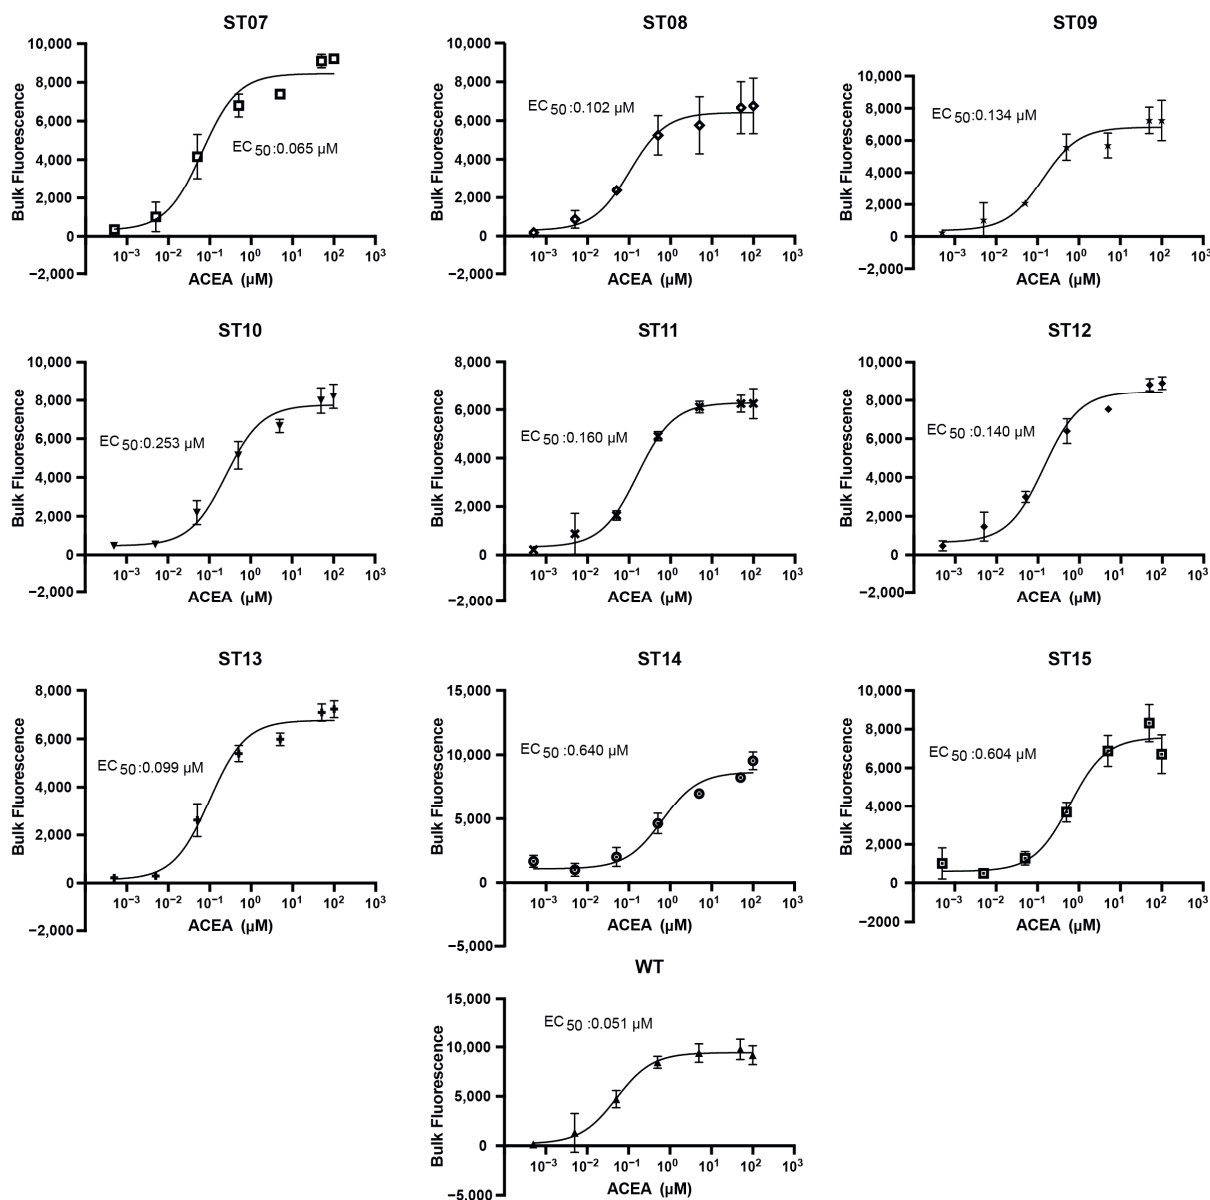 ST07
10,000
8,000
6,000
4,000
2,000
0
−2,000
Bulk Fluorescence
EC50:0.065 µM
10⁻³ 10⁻² 10⁻¹ 10⁰ 10¹ 10² 10³
ACEA (µM)
ST08
10,000
8,000
6,000
4,000
2,000
0
−2,000
Bulk Fluorescence
EC50:0.102 µM
10⁻³ 10⁻² 10⁻¹ 10⁰ 10¹ 10² 10³
ACEA (µM)
ST09
10,000
8,000
6,000
4,000
2,000
0
−2,000
Bulk Fluorescence
EC50:0.134 µM
10⁻³ 10⁻² 10⁻¹ 10⁰ 10¹ 10² 10³
ACEA (µM)
ST10
10,000
8,000
6,000
4,000
2,000
0
−2,000
Bulk Fluorescence
EC50:0.253 µM
10⁻³ 10⁻² 10⁻¹ 10⁰ 10¹ 10² 10³
ACEA (µM)
ST11
8,000
6,000
4,000
2,000
0
−2,000
Bulk Fluorescence
EC50:0.160 µM
10⁻³ 10⁻² 10⁻¹ 10⁰ 10¹ 10² 10³
ACEA (µM)
ST12
10,000
8,000
6,000
4,000
2,000
0
−2,000
Bulk Fluorescence
EC50:0.140 µM
10⁻³ 10⁻² 10⁻¹ 10⁰ 10¹ 10² 10³
ACEA (µM)
ST13
8,000
6,000
4,000
2,000
0
−2,000
Bulk Fluorescence
EC50:0.099 µM
10⁻³ 10⁻² 10⁻¹ 10⁰ 10¹ 10² 10³
ACEA (µM)
ST14
15,000
10,000
5,000
0
−5,000
Bulk Fluorescence
EC50:0.640 µM
10⁻³ 10⁻² 10⁻¹ 10⁰ 10¹ 10² 10³
ACEA (µM)
ST15
10,000
8,000
6,000
4,000
2,000
0
−2000
Bulk Fluorescence
EC50:0.604 µM
10⁻³ 10⁻² 10⁻¹ 10⁰ 10¹ 10² 10³
ACEA (µM)
WT
15,000
10,000
5,000
0
−5,000
Bulk Fluorescence
EC50 :0.051 µM
10⁻³ 10⁻² 10⁻¹ 10⁰ 10¹ 10² 10³
ACEA (µM)